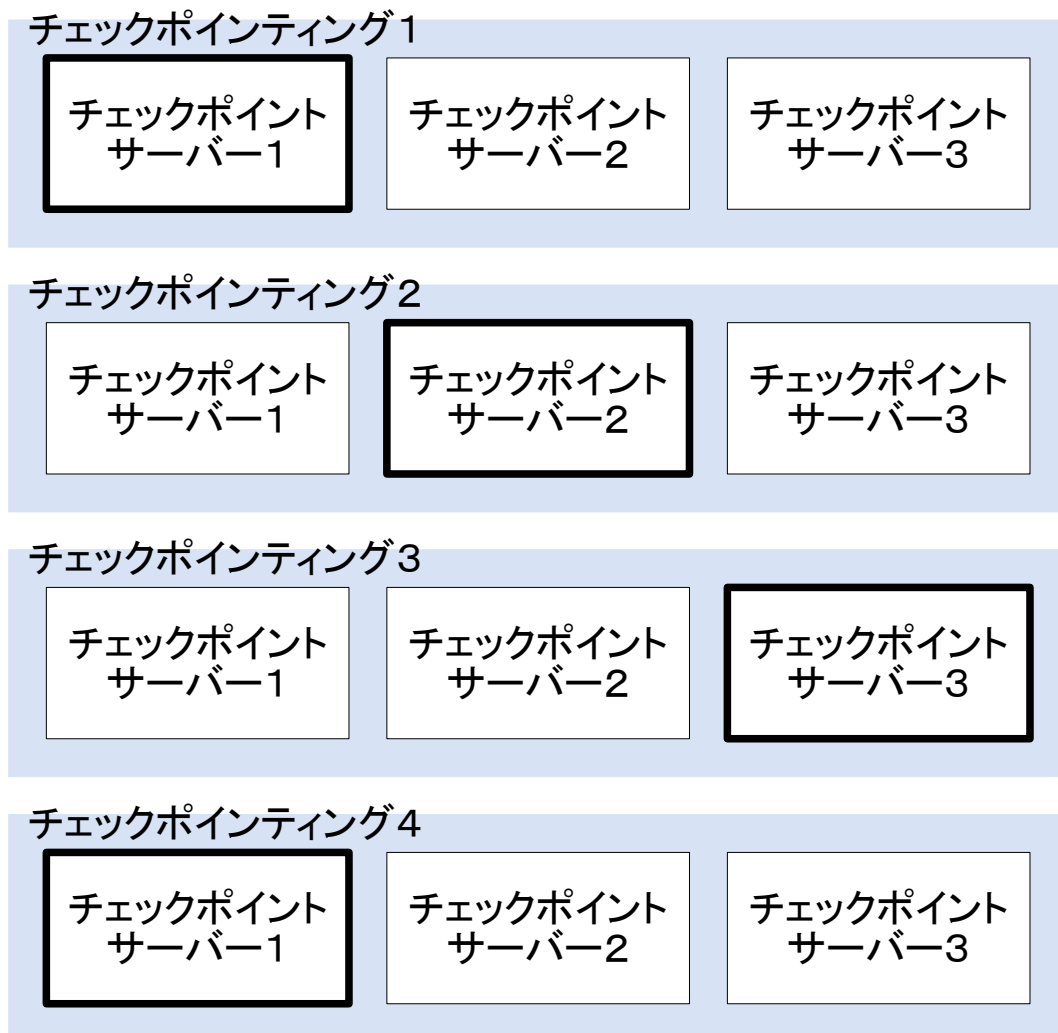 チェックポインティング１
チェックポイント
サーバー１
チェックポイント
サーバー２
チェックポイント
サーバー３
チェックポインティング２
チェックポイント
サーバー１
チェックポイント
サーバー２
チェックポイント
サーバー３
チェックポインティング３
チェックポイント
サーバー１
チェックポイント
サーバー２
チェックポイント
サーバー３
チェックポインティング４
チェックポイント
サーバー１
チェックポイント
サーバー２
チェックポイント
サーバー３